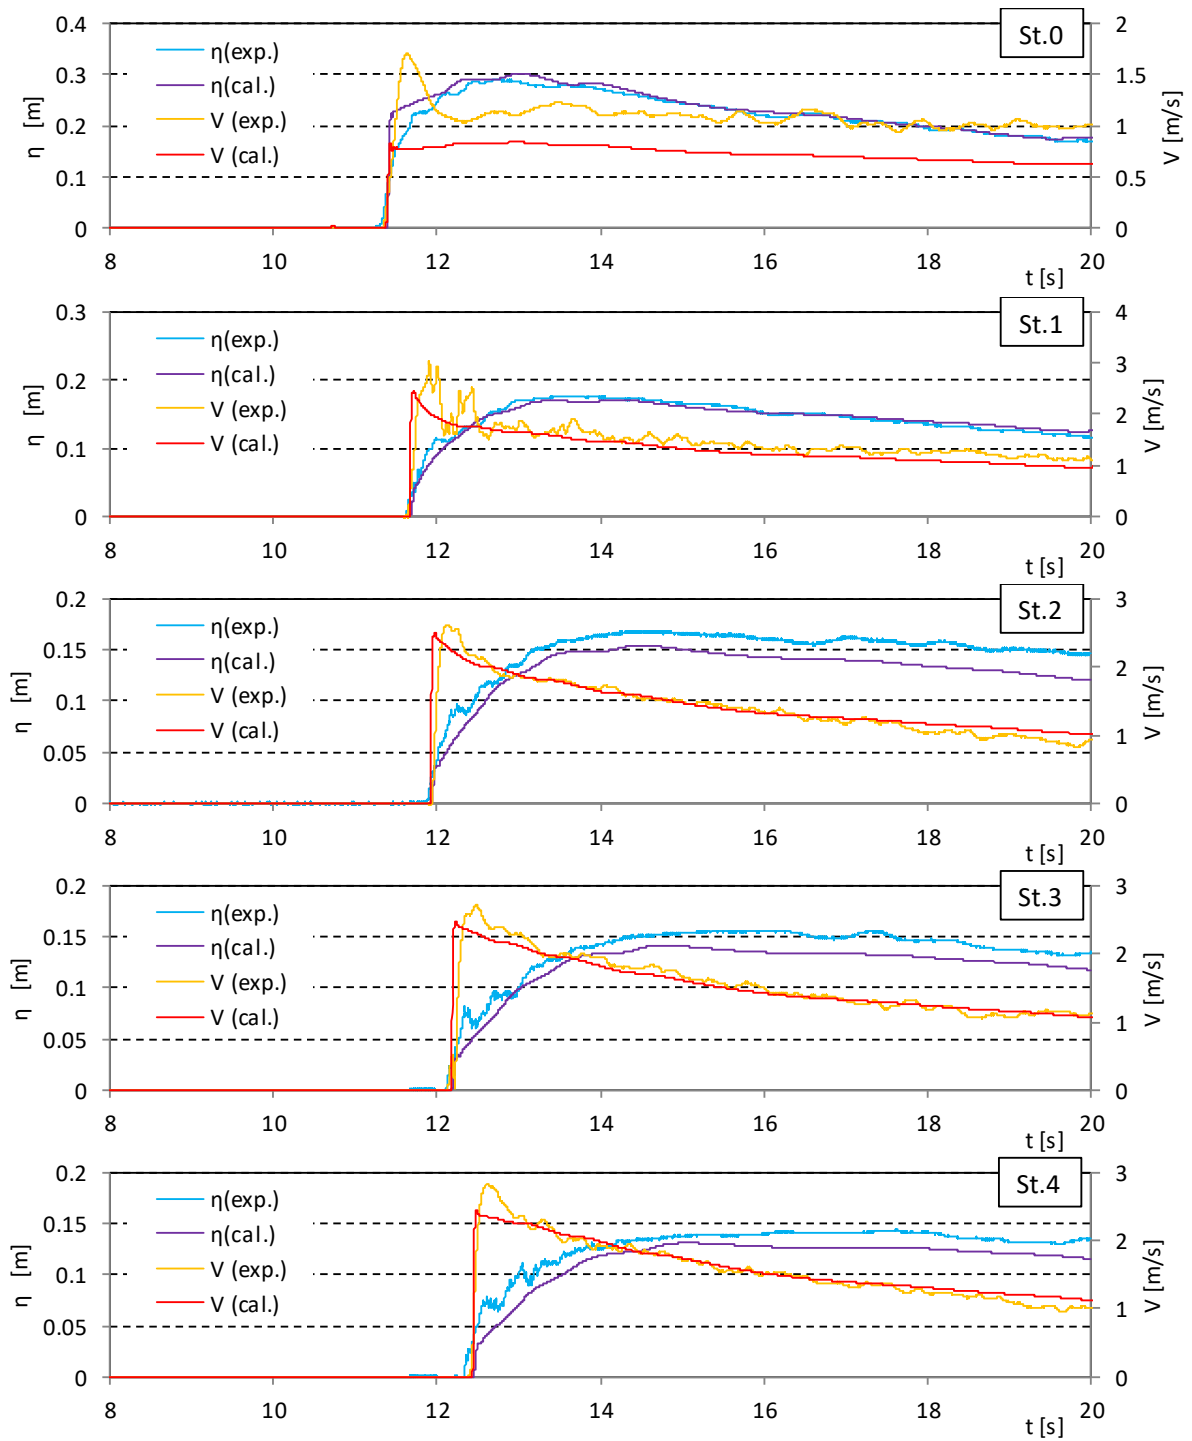 0.4 2
St.0
η(exp.)
0.3 1.5
η(cal.)
η [m] 0.2 V (exp.) 1 V [m/s]
V (cal.)
0.1 0.5
0 0
8 10 12 14 16 18 20
t [s]
0.3 4
St.1
η(exp.)
3
0.2 η(cal.)
η [m] V (exp.) 2 V [m/s]
0.1 V (cal.)
1
0 0
8 10 12 14 16 18 20
t [s]
0.2 3
St.2
η(exp.)
0.15 η(cal.)
2
η [m] 0.1 V (exp.) V [m/s]
V (cal.) 1
0.05
0 0
8 10 12 14 16 18 20
t [s]
0.2 3
St.3
η(exp.)
0.15 η(cal.)
2
η [m] 0.1 V (exp.) V [m/s]
V (cal.) 1
0.05
0 0
8 10 12 14 16 18 20
t [s]
0.2 3
St.4
η(exp.)
0.15 η(cal.)
2
η [m] 0.1 V (exp.) V [m/s]
V (cal.) 1
0.05
0 0
8 10 12 14 16 18 20
t [s]